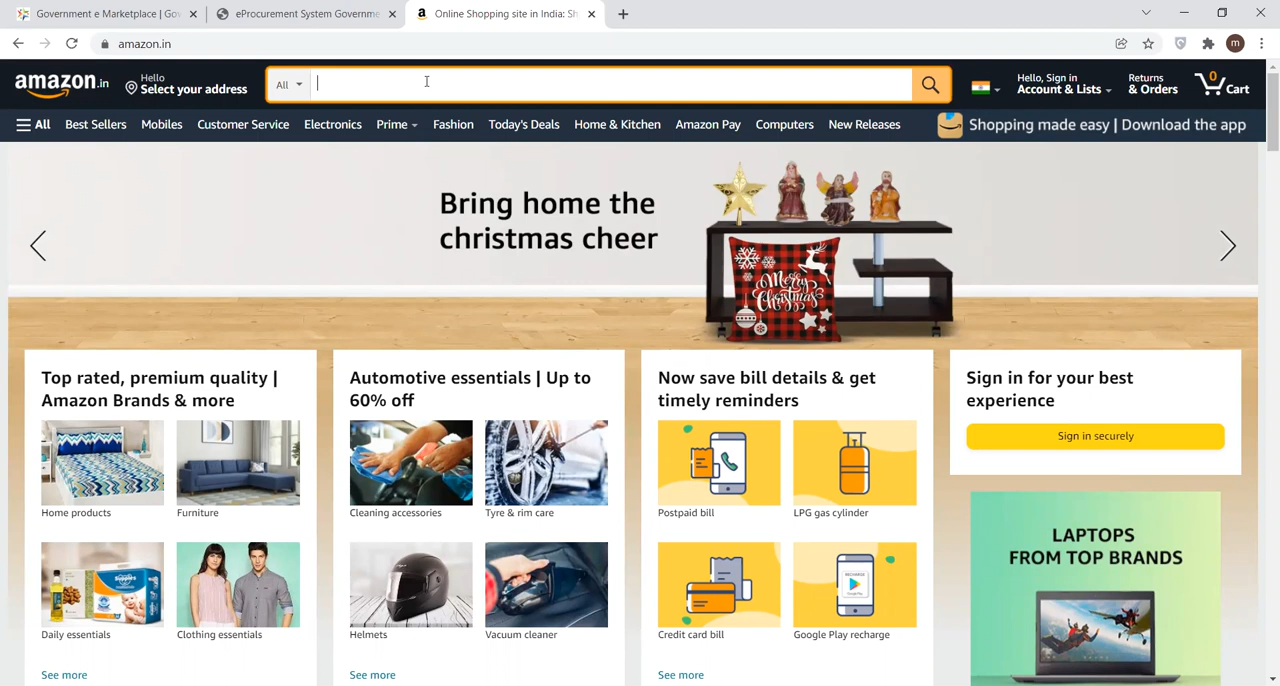 Government e Marketplace | Gov
eProcurement System Governme
Online Shopping site in India: Sh
amazon.in
m
amazon.in
Hello
Select your address
All
Hello, Sign in
Account & Lists
Returns
& Orders
0
Cart
All
Best Sellers
Mobiles
Customer Service
Electronics
Prime
Fashion
Today's Deals
Home & Kitchen
Amazon Pay
Computers
New Releases
Shopping made easy | Download the app
Bring home the
christmas cheer
Merry
Christmas
Top rated, premium quality |
Amazon Brands & more
Home products
Furniture
Daily essentials
Clothing essentials
See more
Automotive essentials | Up to
60% off
Cleaning accessories
Tyre & rim care
Helmets
Vacuum cleaner
See more
Now save bill details & get
timely reminders
Postpaid bill
LPG gas cylinder
Credit card bill
RECHARGE
Google Play recharge
See more
Sign in for your best
experience
Sign in securely
LAPTOPS
FROM TOP BRANDS